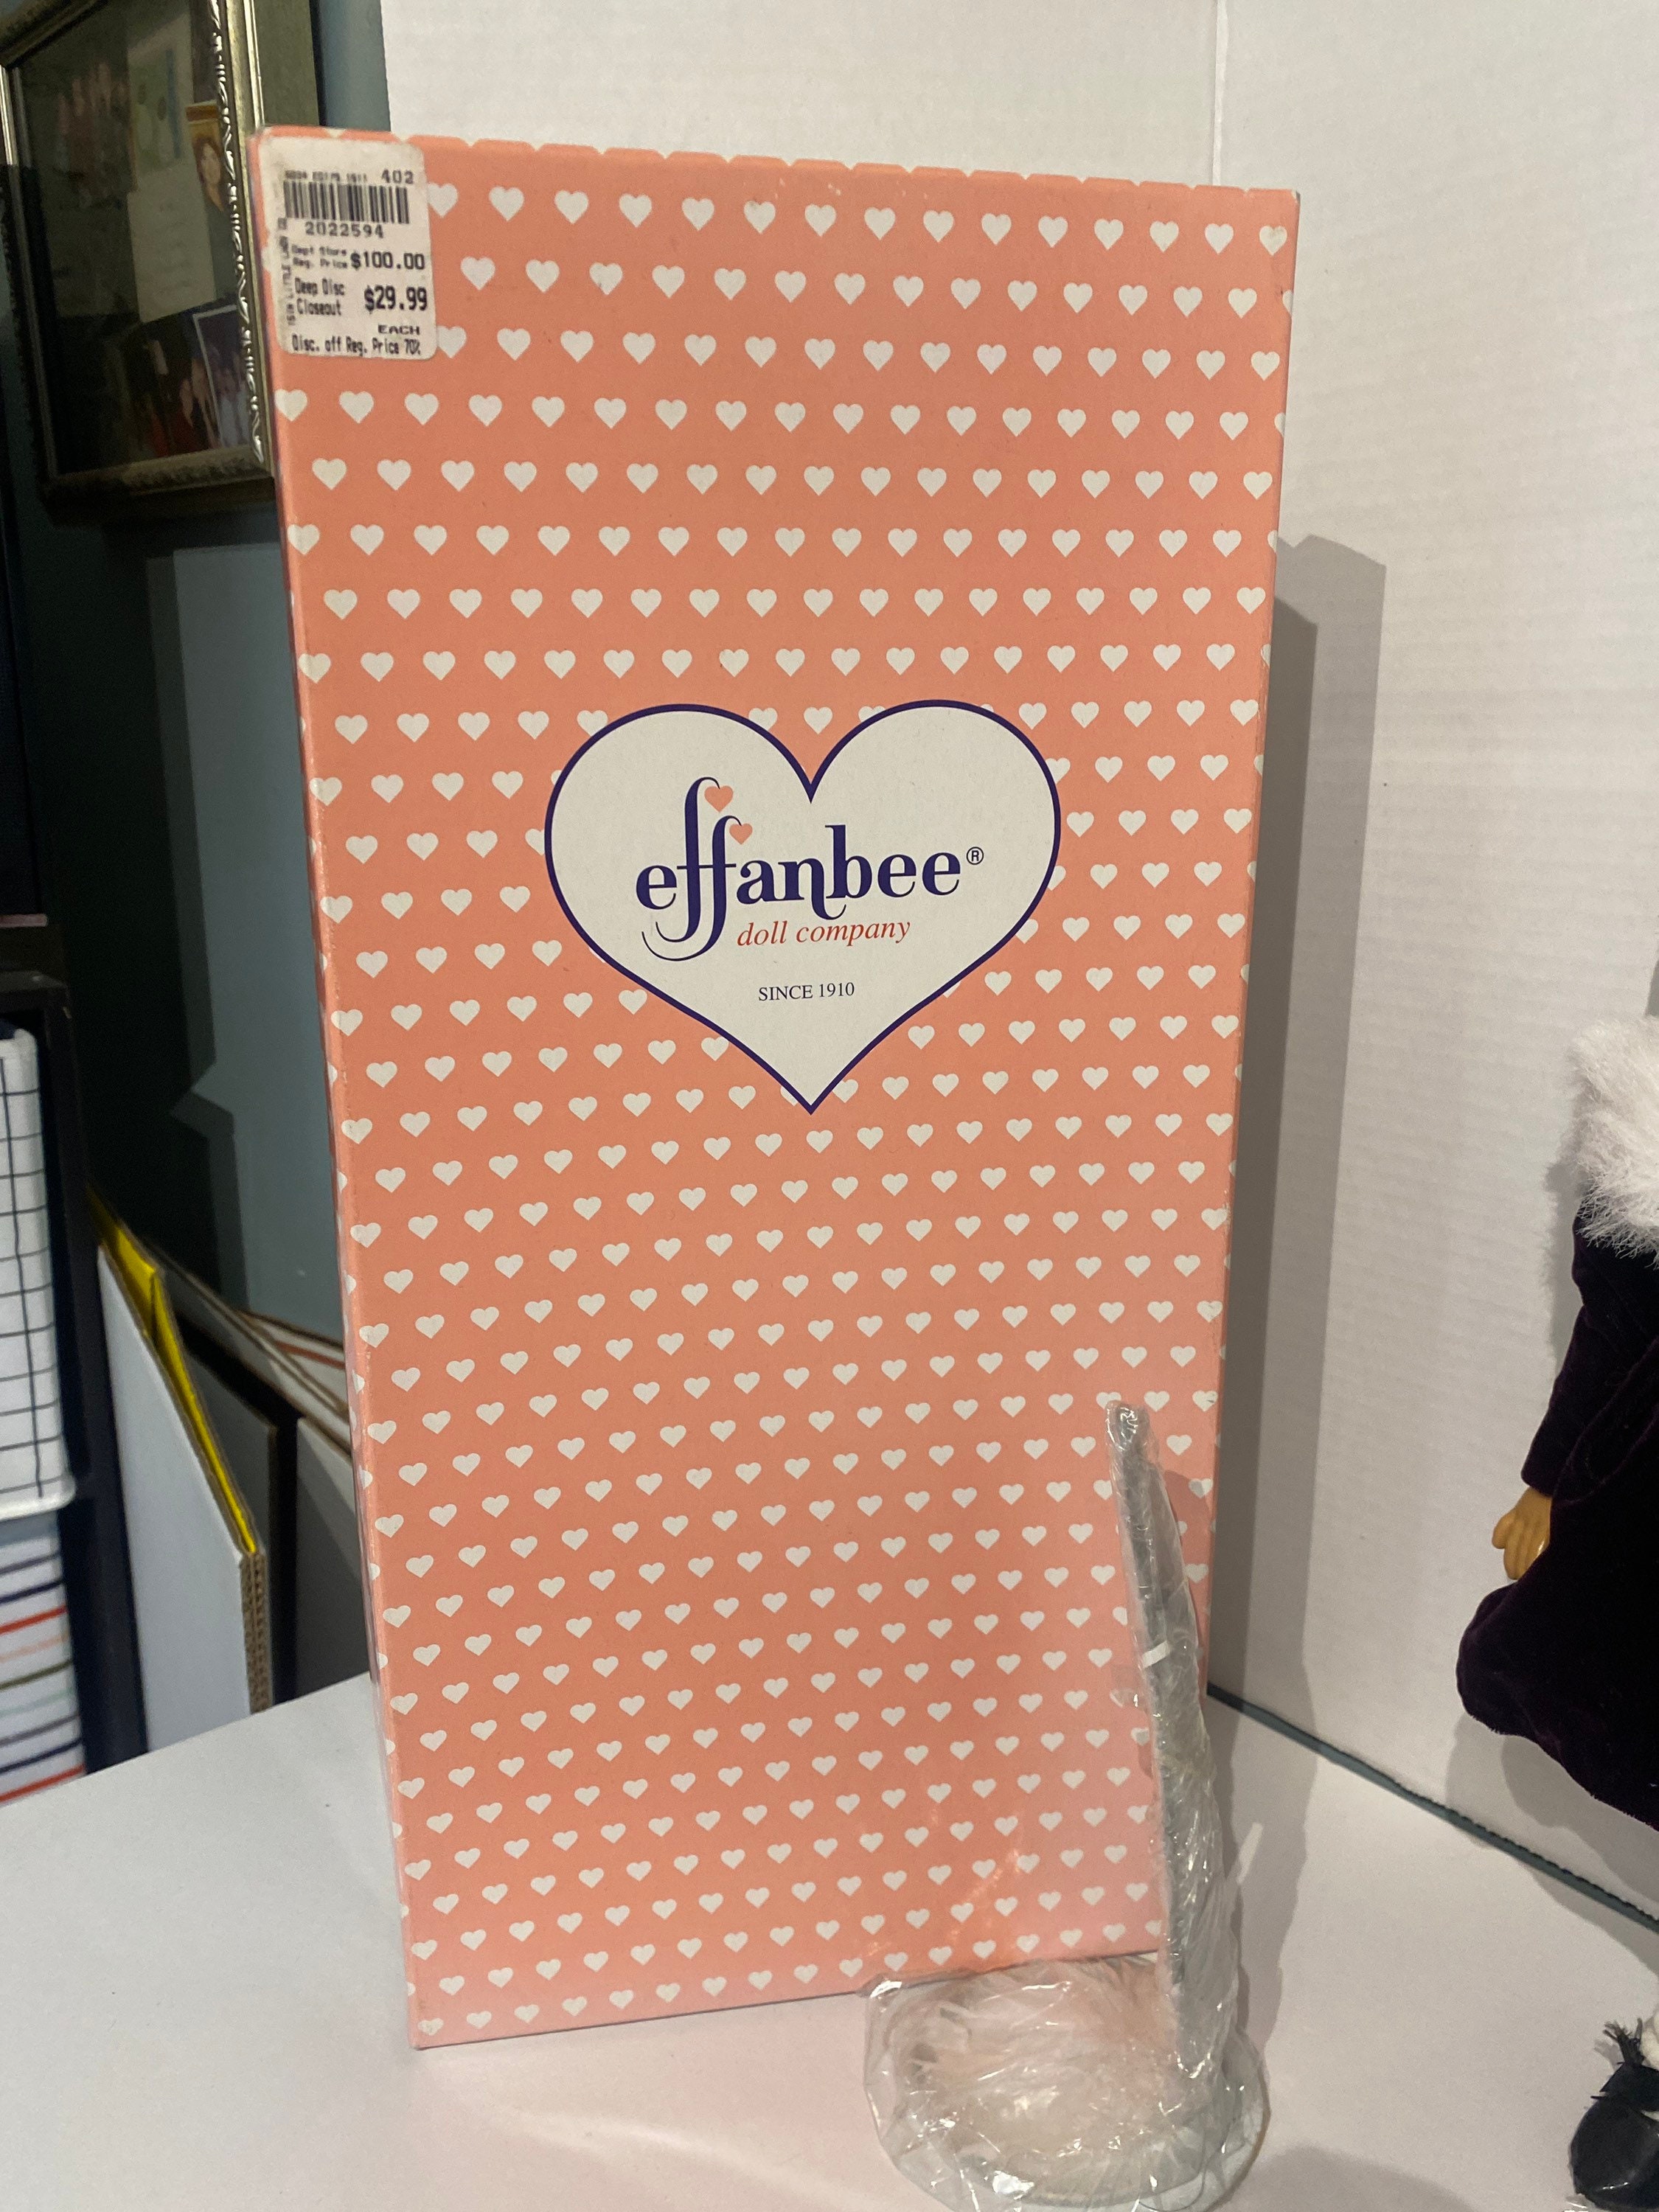 402
2022594
Dept Store
Reg. Price $100.00
Deep Disc
Closeout $29.99
EACH
Disc. off Reg. Price 70%
effanbee®
doll company
SINCE 1910